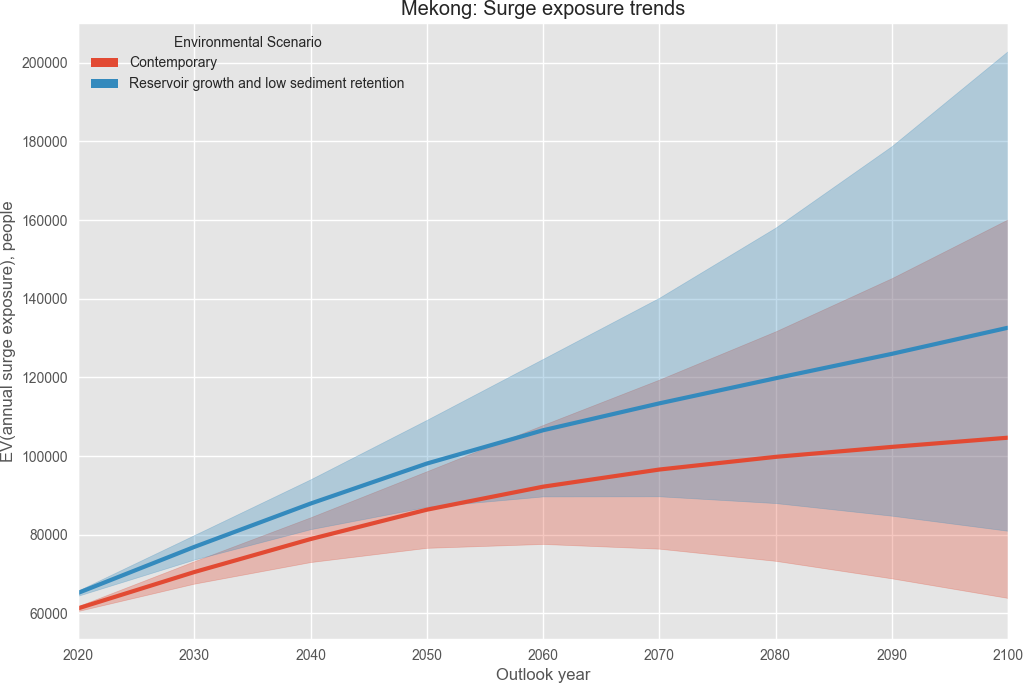 Mekong: Surge exposure trends
Environmental Scenario
Contemporary
Reservoir growth and low sediment retention
200000
180000
160000
140000
120000
100000
80000
60000
EV(annual surge exposure), people
2020 2030 2040 2050 2060 2070 2080 2090 2100
Outlook year